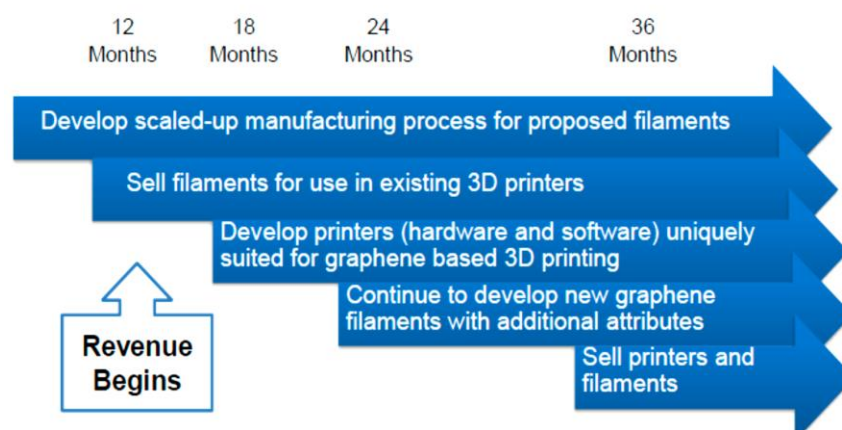 12 18 24 36
Months Months Months Months
Develop scaled-up manufacturing process for proposed filaments
Sell filaments for use in existing 3D printers
Develop printers (hardware and software) uniquely
suited for graphene based 3D printing
Continue to develop new graphene
filaments with additional attributes
Revenue
Begins
Sell printers and
filaments